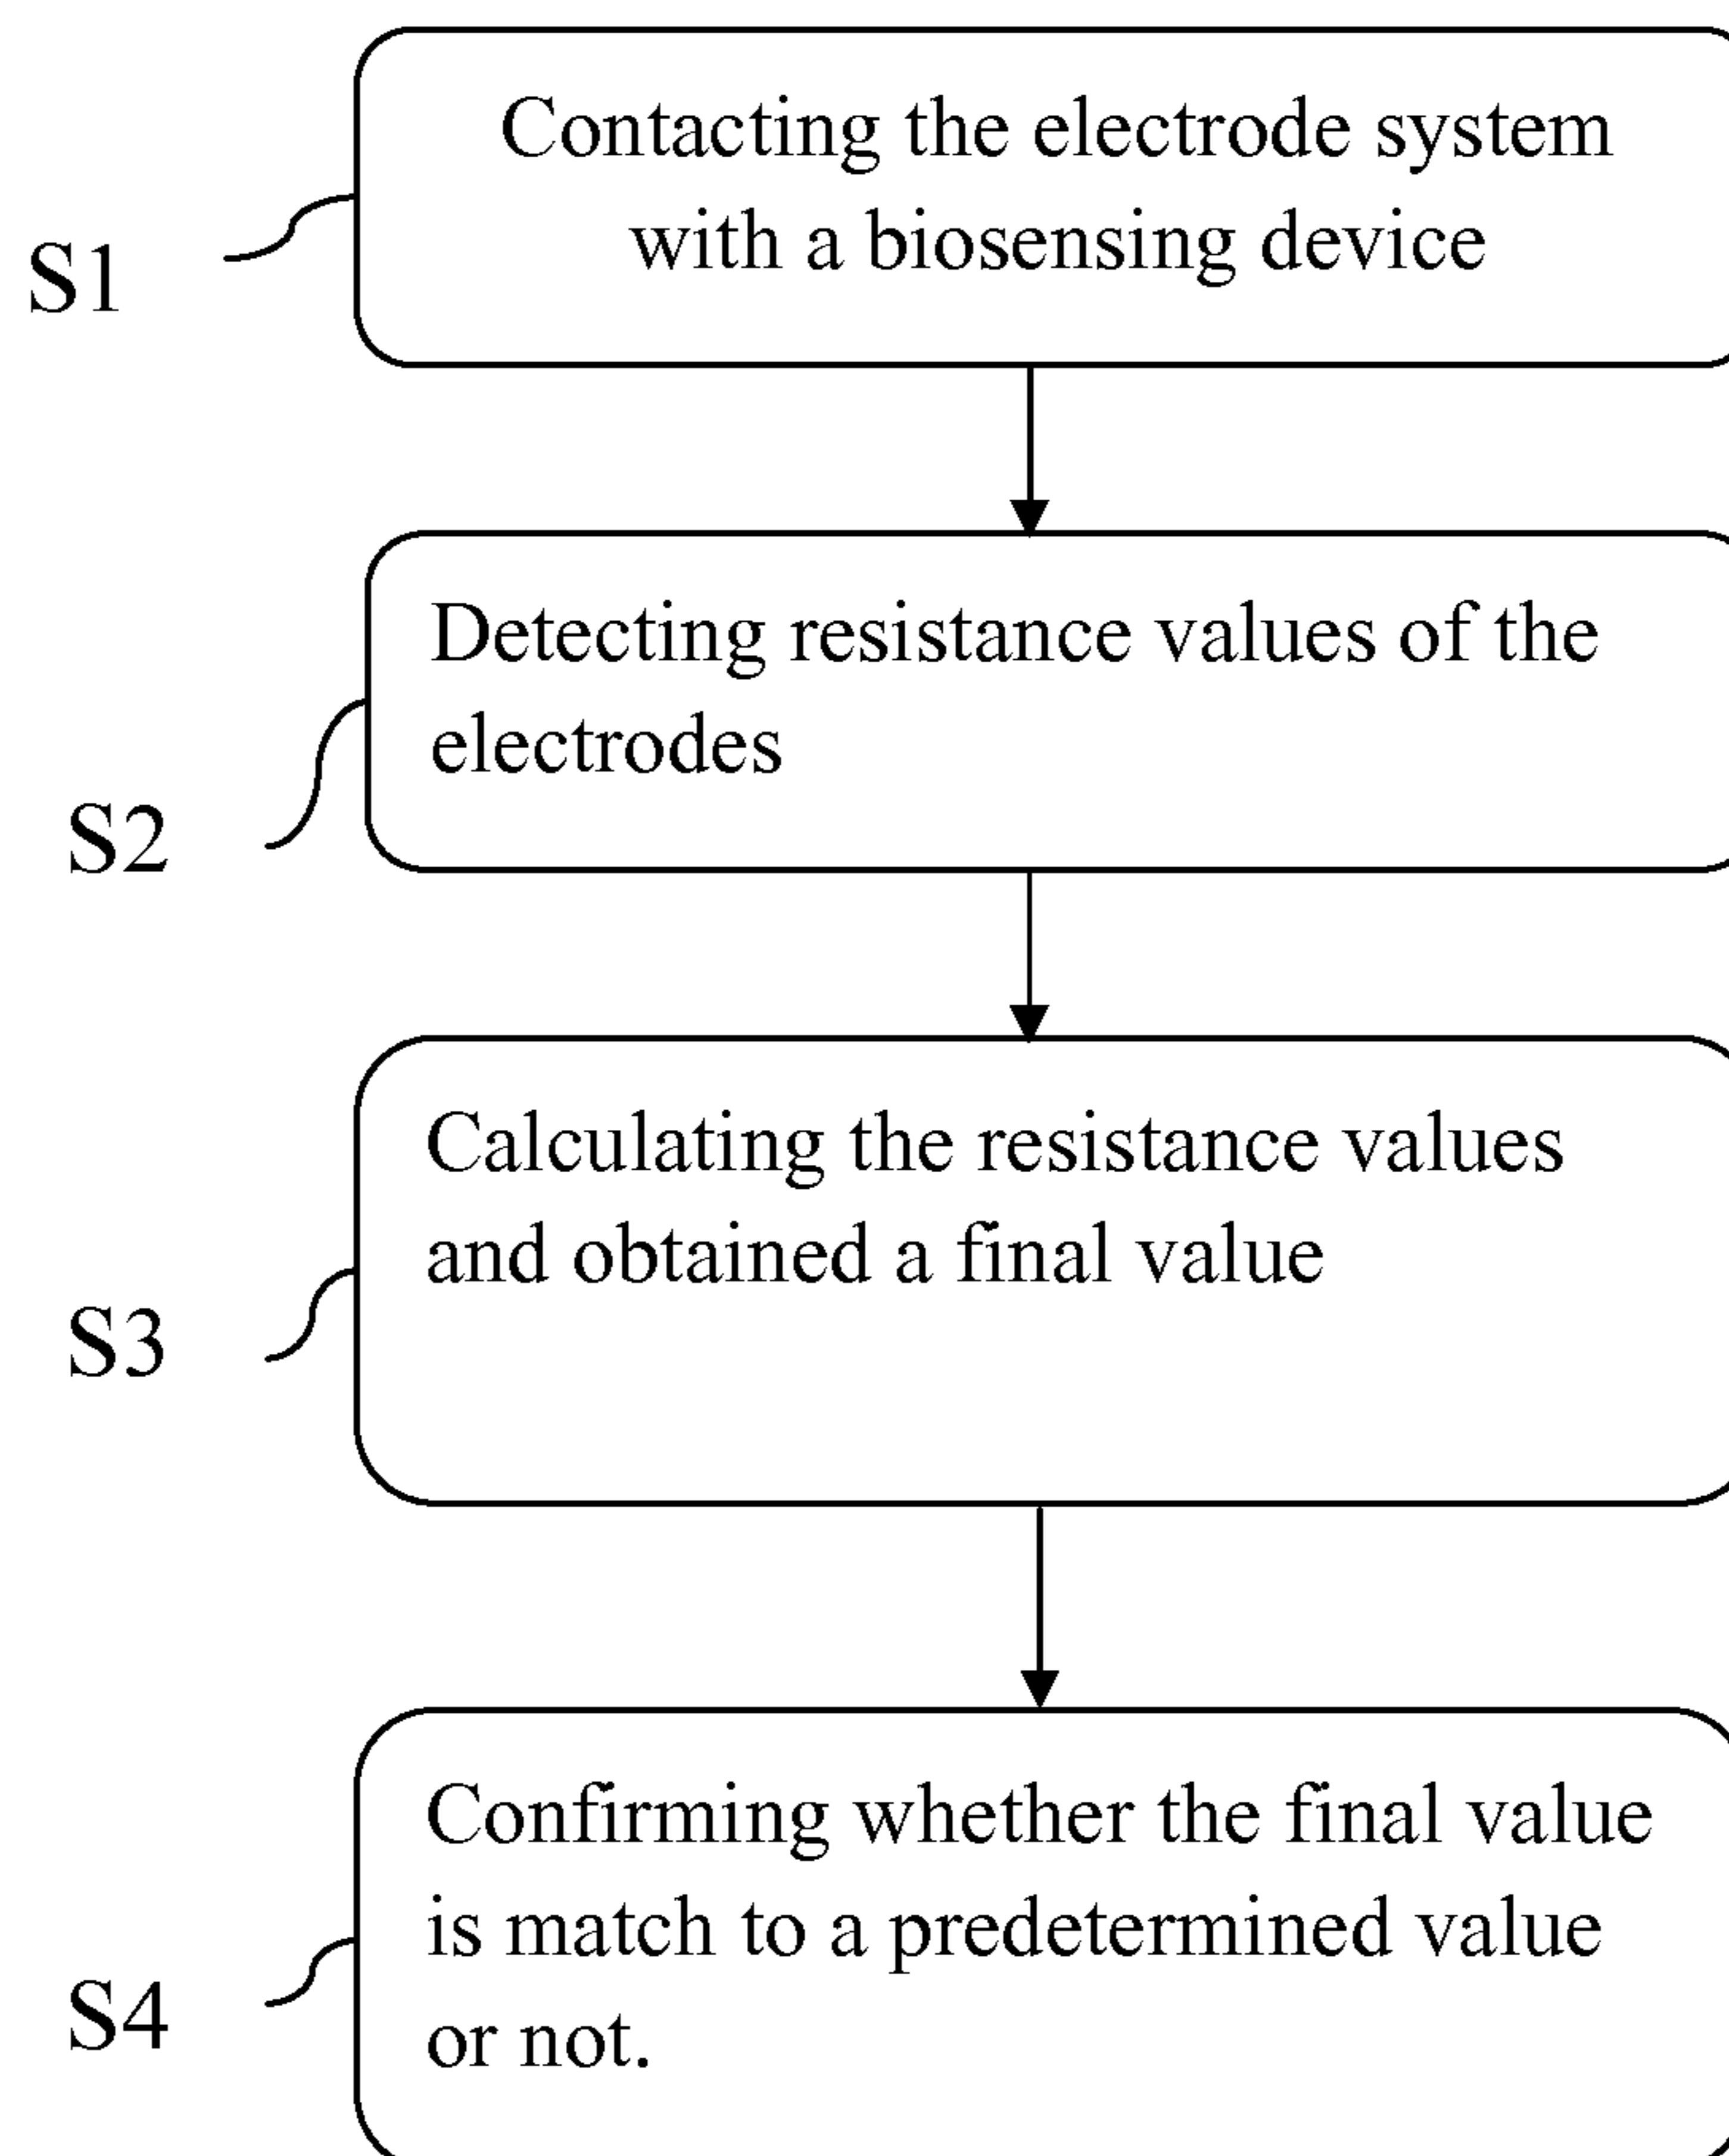 Contacting the electrode system
with a biosensing device
S1
Detecting resistance values of the
electrodes
S2
Calculating the resistance values
and obtained a final value
S3
Confirming whether the final value
is match to a predetermined value
or not.
S4